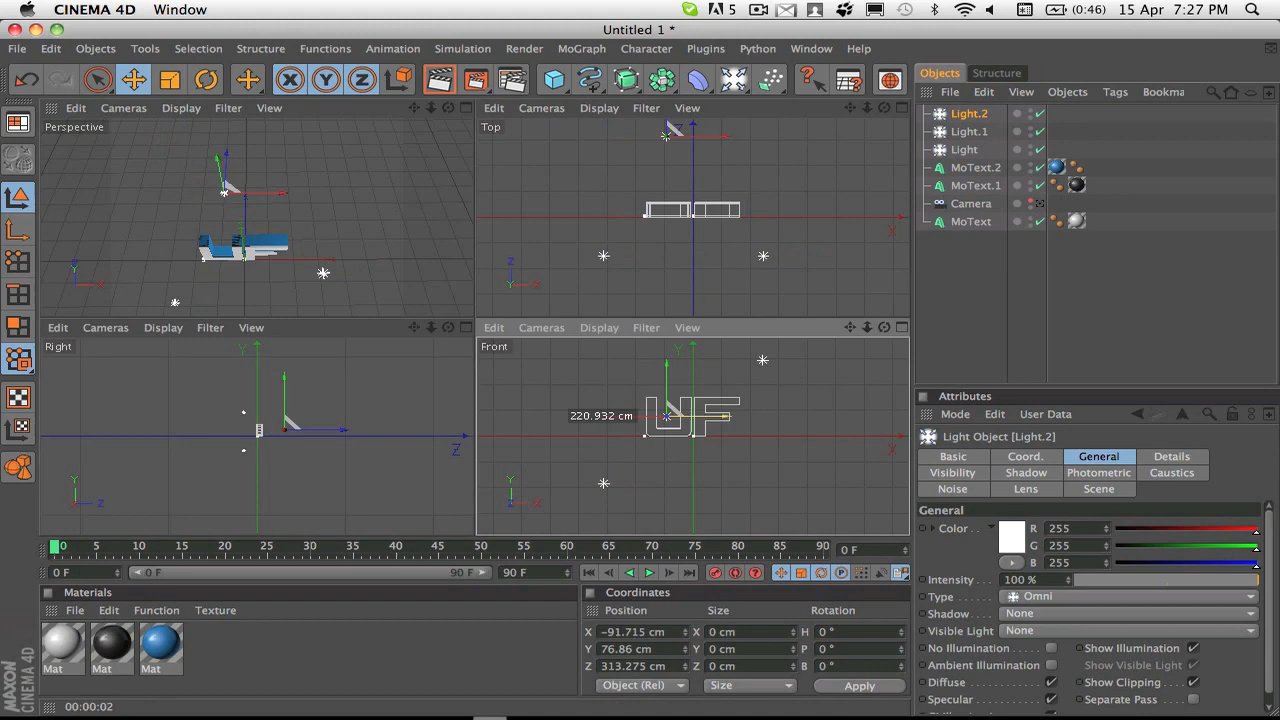 CINEMA 4D Window 5 (0:46) 15 Apr 7:27 PM
Untitled 1 *
File Edit Objects Tools Selection Structure Functions Animation Simulation Render MoGraph Character Plugins Python Window Help
X Y Z
Objects Structure
File Edit View Objects Tags Bookma
Light.2
Light.1
Light
MoText.2
MoText.1
Camera
MoText
Edit Cameras Display Filter View
Perspective
Y
X
Z
Edit Cameras Display Filter View
Top
Z
X
Z
Y X
Edit Cameras Display Filter View
Right
Y
Z
Y
X Z
Edit Cameras Display Filter View
Front
Y
220.932 cm
X
Y
Z X
Attributes
Mode Edit User Data
Light Object [Light.2]
Basic Coord. General Details
Visibility Shadow Photometric Caustics
Noise Lens Scene
General
Color R 255
G 255
B 255
Intensity 100 %
Type Omni
Shadow None
Visible Light None
No Illumination Show Illumination
Ambient Illumination Show Visible Light
Diffuse Show Clipping
Specular Separate Pass
0 5 10 15 20 25 30 35 40 45 50 55 60 65 70 75 80 85 90 0 F
0 F 0 F 90 F 90 F
Materials
File Edit Function Texture
Mat Mat Mat
Coordinates
Position Size Rotation
X -91.715 cm X 0 cm H 0 °
Y 76.86 cm Y 0 cm P 0 °
Z 313.275 cm Z 0 cm B 0 °
Object (Rel) Size Apply
MAXON
CINEMA 4D
00:00:02